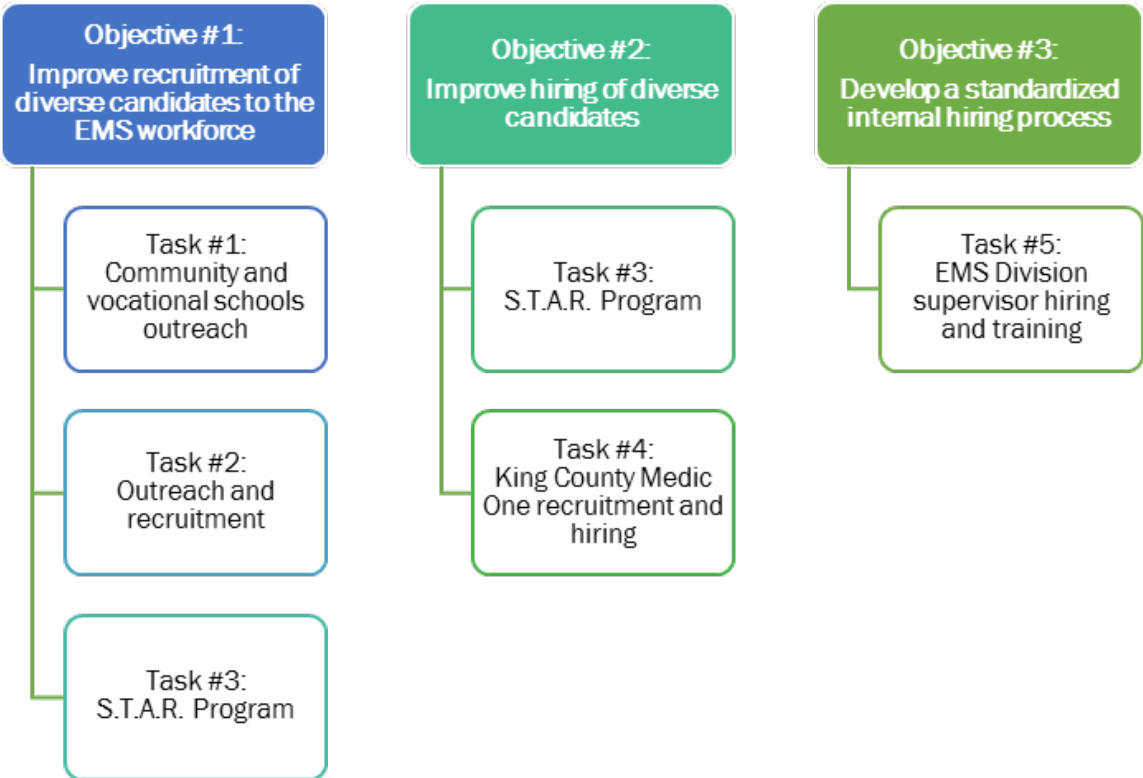 Objective #1:
Improve recruitment of
diverse candidates to the
EMS workforce
Task #1:
Community and
vocational schools
outreach
Task #2:
Outreach and
recruitment
Task #3:
S.T.A.R. Program
Objective #2:
Improve hiring of diverse
candidates
Task #3:
S.T.A.R. Program
Task #4:
King County Medic
One recruitment and
hiring
Objective #3:
Develop a standardized
internal hiring process
Task #5:
EMS Division
supervisor hiring
and training